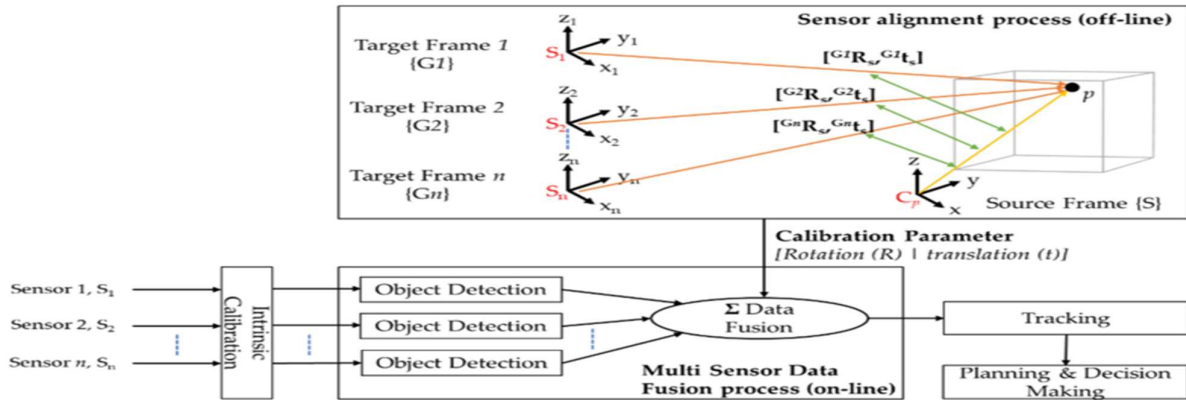 Sensor alignment process (off-line)
Target Frame 1
{G1}
z₁
y₁
S₁
x₁
[ᴳ¹Rₛ,ᴳ¹tₛ]
Target Frame 2
{G2}
z₂
y₂
S₂
x₂
[ᴳ²Rₛ,ᴳ²tₛ]
p
Target Frame n
{Gn}
zₙ
yₙ
Sₙ
xₙ
[ᴳⁿRₛ,ᴳⁿtₛ]
z
y
Cₚ
x
Source Frame {S}
Calibration Parameter
[Rotation (R) | translation (t)]
Sensor 1, S₁
Sensor 2, S₂
Sensor n, Sₙ
Intrinsic
Calibration
Object Detection
Object Detection
Object Detection
Σ Data
Fusion
Multi Sensor Data
Fusion process (on-line)
Tracking
Planning & Decision
Making